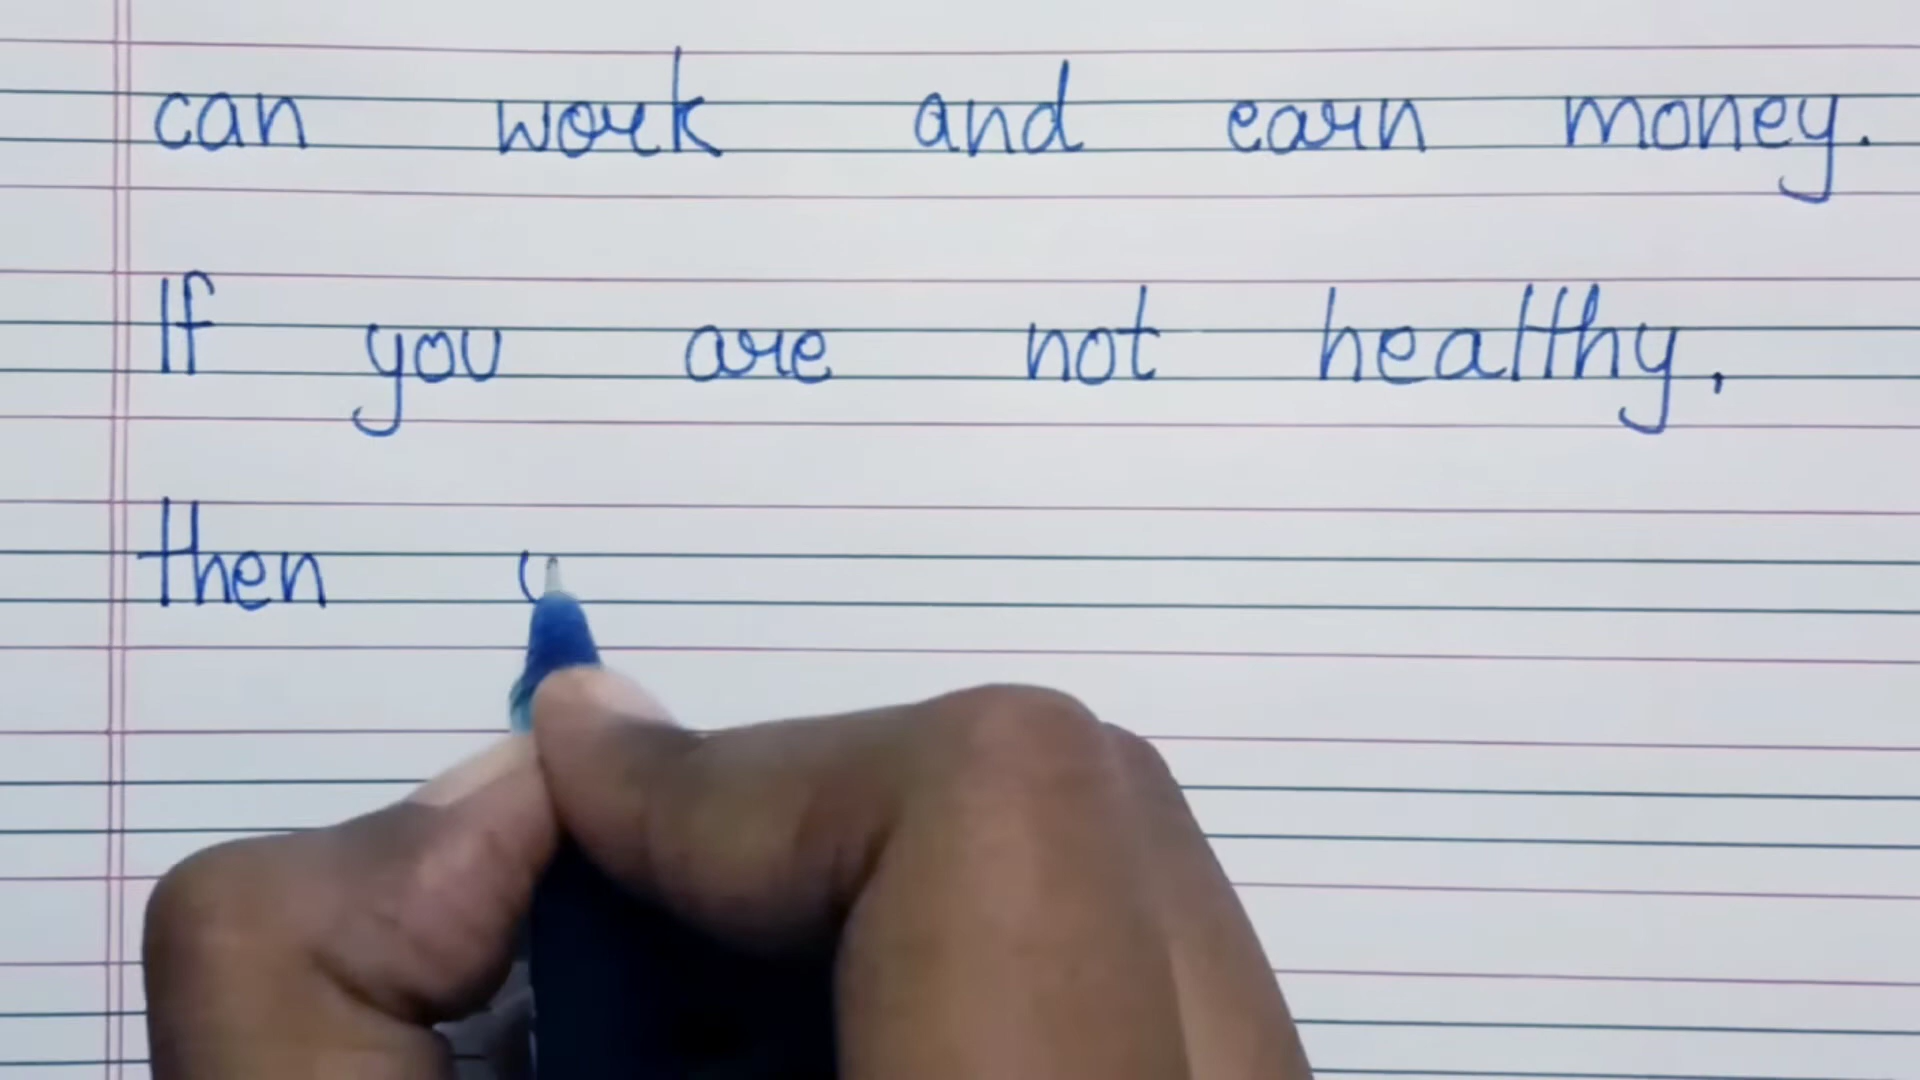 can work and earn money.
If you are not healthy,
then